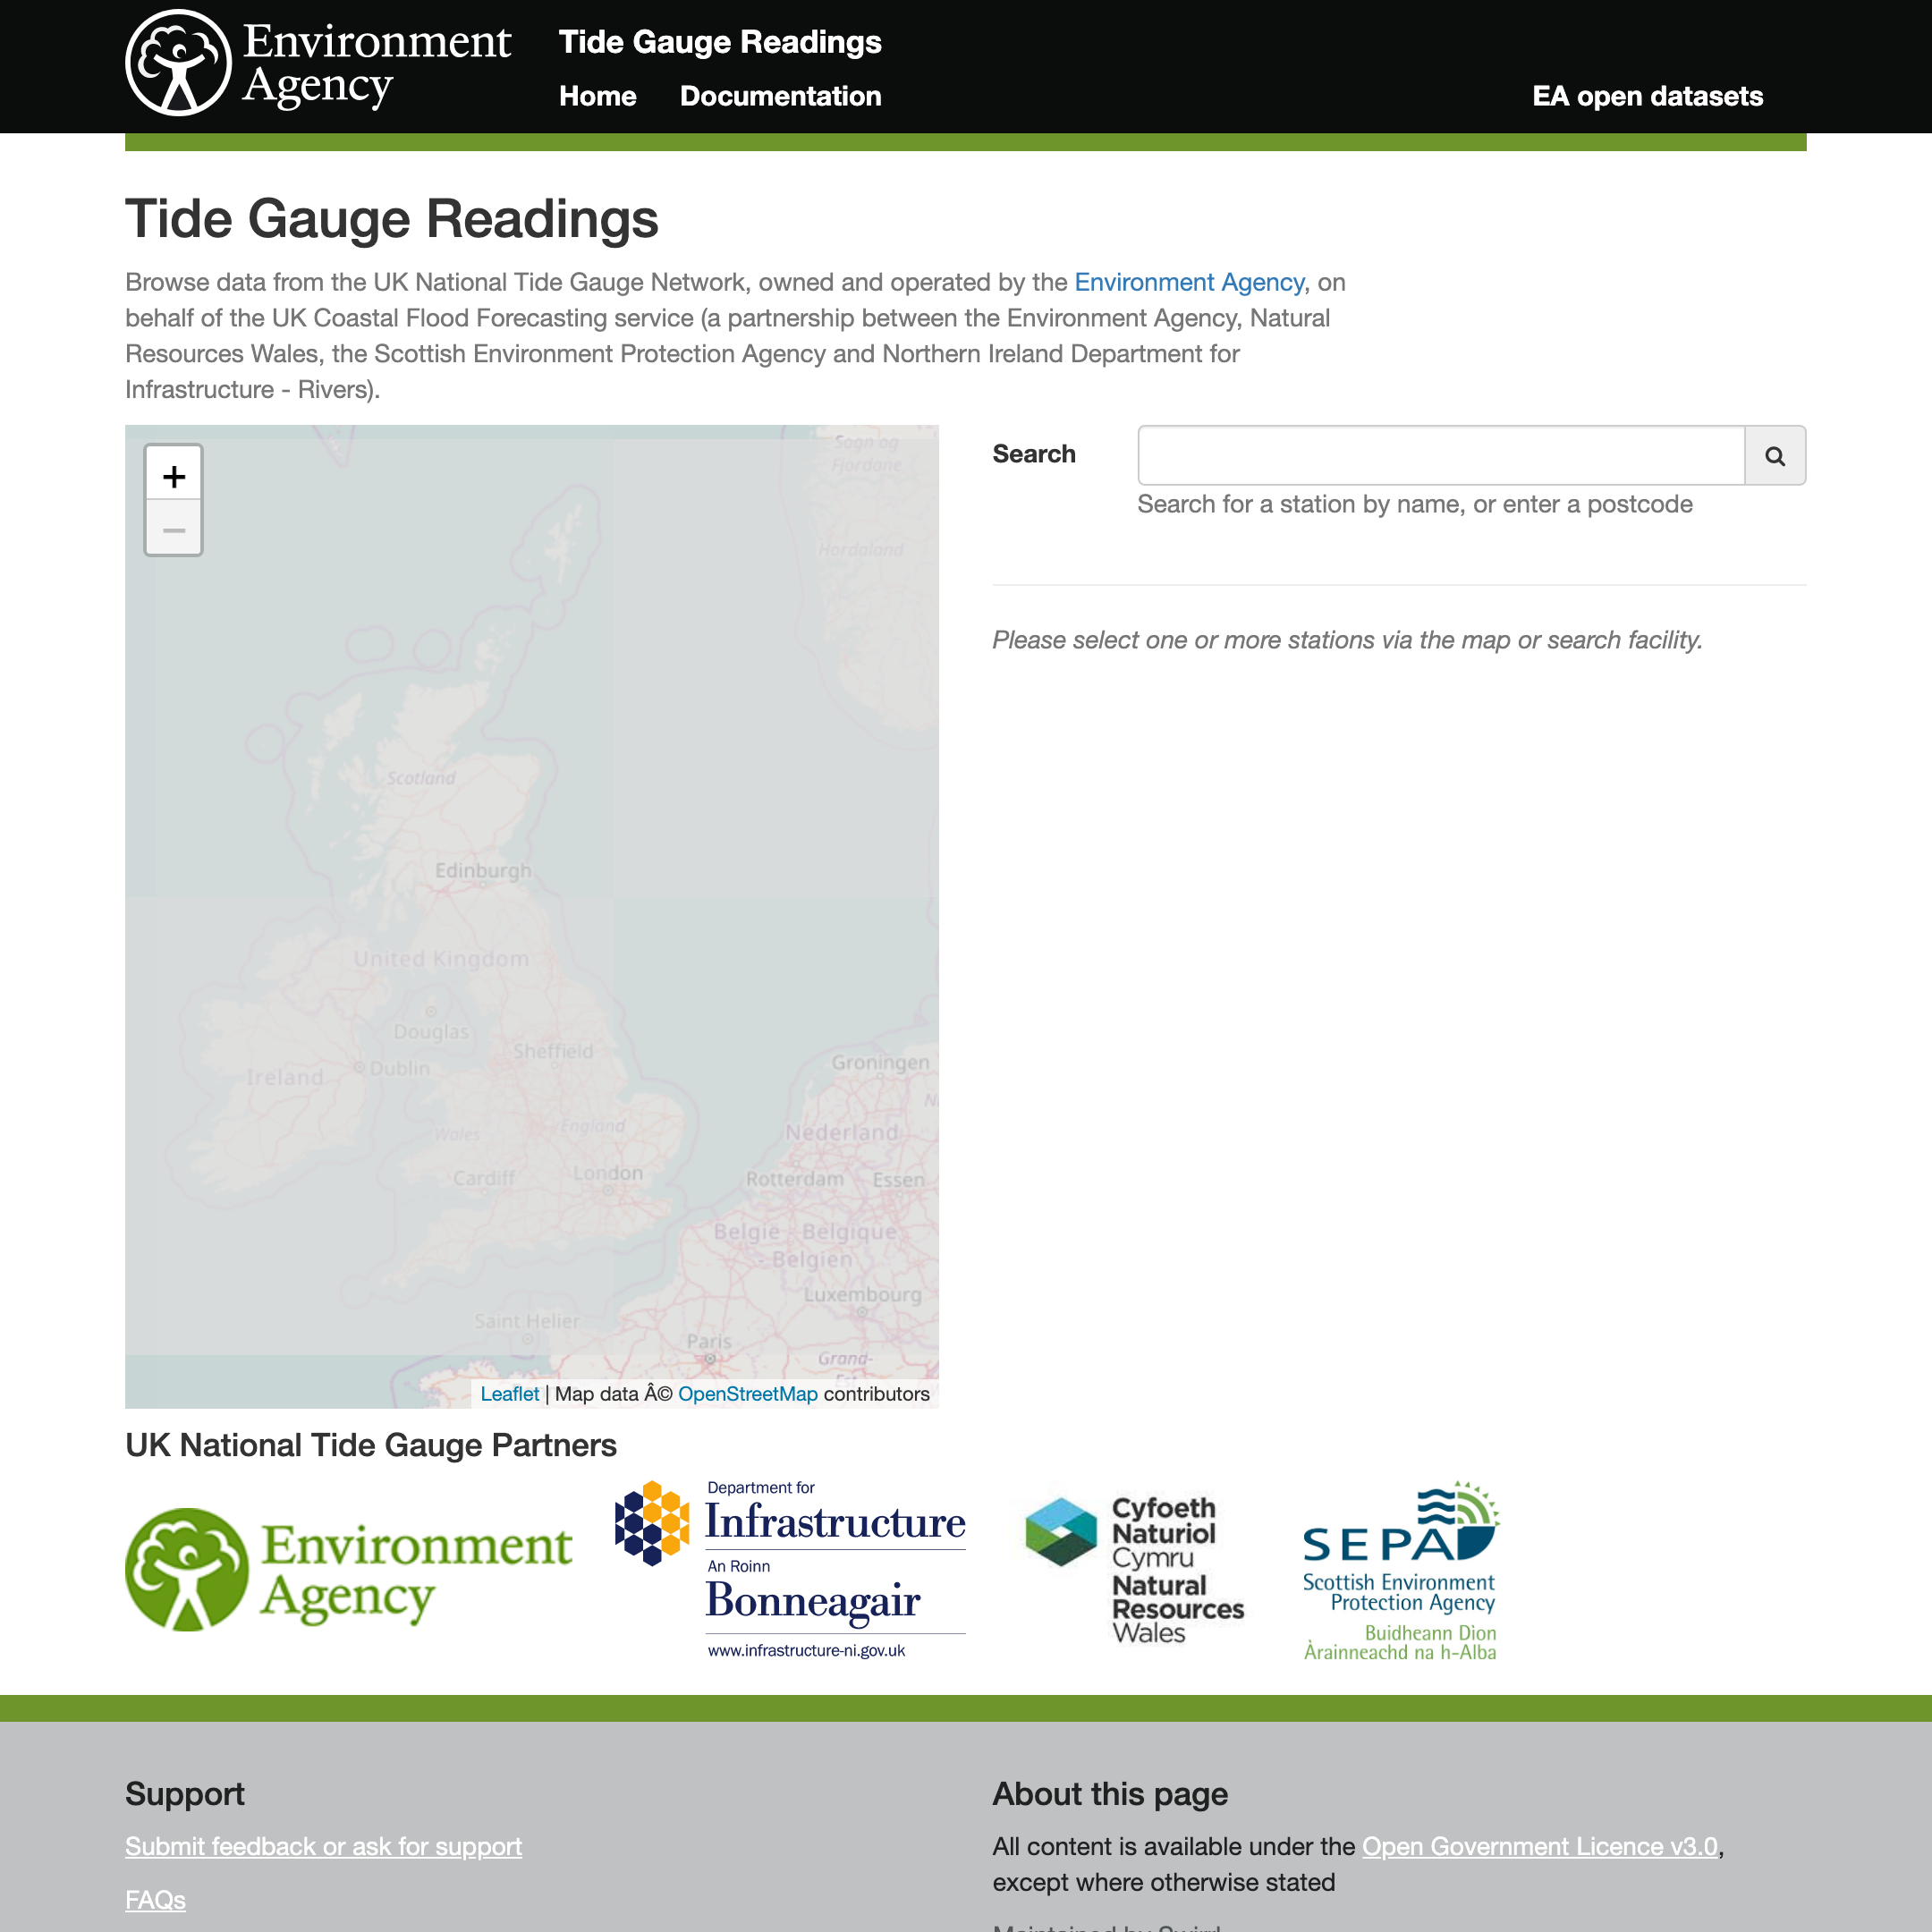 Environment
Agency
Tide Gauge Readings
Home Documentation
EA open datasets
Tide Gauge Readings
Browse data from the UK National Tide Gauge Network, owned and operated by the Environment Agency, on
behalf of the UK Coastal Flood Forecasting service (a partnership between the Environment Agency, Natural
Resources Wales, the Scottish Environment Protection Agency and Northern Ireland Department for
Infrastructure - Rivers).
+
−
Sogn og
Fjordane
Hordaland
Scotland
Edinburgh
United Kingdom
Douglas
Sheffield
Dublin
Ireland
Groningen
Wales
England
Nederland
Cardiff
London
Rotterdam
Essen
België - Belgique
- Belgien
Luxembourg
Saint Helier
Paris
Grand-
Leaflet | Map data Â© OpenStreetMap contributors
Search
Search for a station by name, or enter a postcode
Please select one or more stations via the map or search facility.
UK National Tide Gauge Partners
Environment
Agency
Department for
Infrastructure
An Roinn
Bonneagair
www.infrastructure-ni.gov.uk
Cyfoeth
Naturiol
Cymru
Natural
Resources
Wales
SEPA
Scottish Environment
Protection Agency
Buidheann Dìon
Àrainneachd na h-Alba
Support
Submit feedback or ask for support
FAQs
About this page
All content is available under the Open Government Licence v3.0,
except where otherwise stated